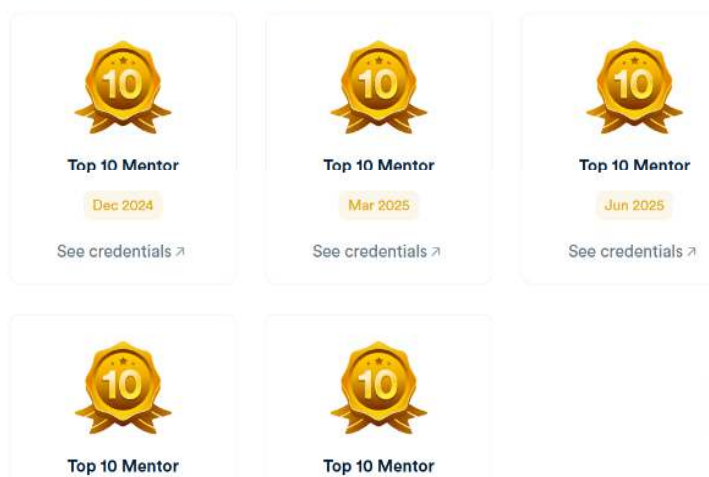 10 10 10
Top 10 Mentor Top 10 Mentor Top 10 Mentor
Dec 2024 Mar 2025 Jun 2025
See credentials ↗ See credentials ↗ See credentials ↗
10 10
Top 10 Mentor Top 10 Mentor